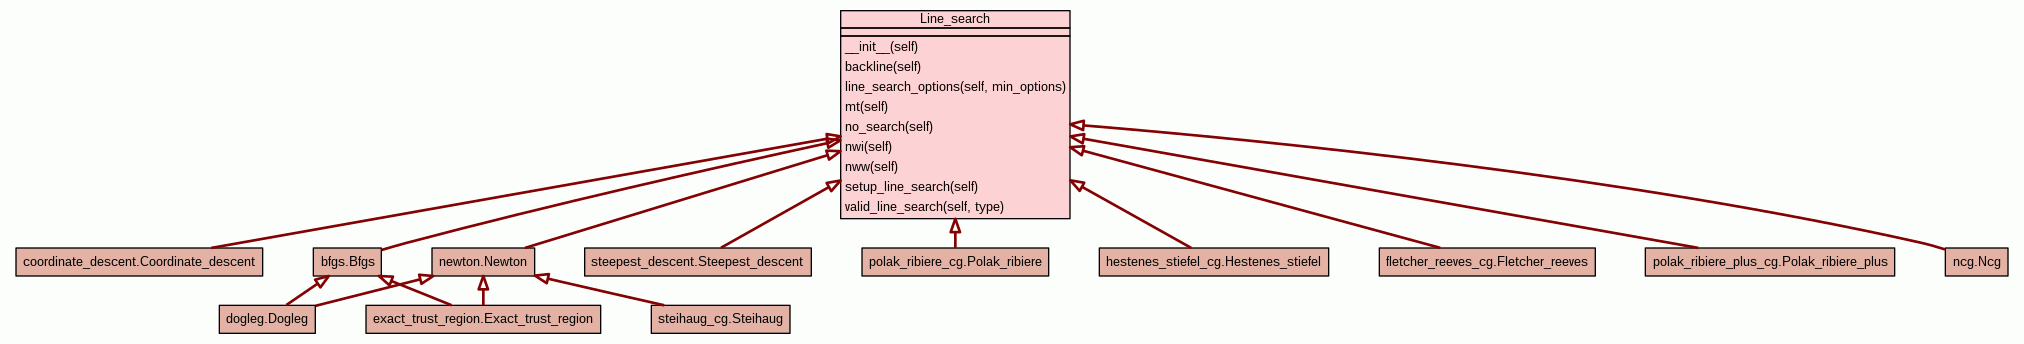 Line_search
__init__(self)
backline(self)
line_search_options(self, min_options)
mt(self)
no_search(self)
nwi(self)
nww(self)
setup_line_search(self)
valid_line_search(self, type)
coordinate_descent.Coordinate_descent
bfgs.Bfgs
newton.Newton
steepest_descent.Steepest_descent
polak_ribiere_cg.Polak_ribiere
hestenes_stiefel_cg.Hestenes_stiefel
fletcher_reeves_cg.Fletcher_reeves
polak_ribiere_plus_cg.Polak_ribiere_plus
ncg.Ncg
dogleg.Dogleg
exact_trust_region.Exact_trust_region
steihaug_cg.Steihaug